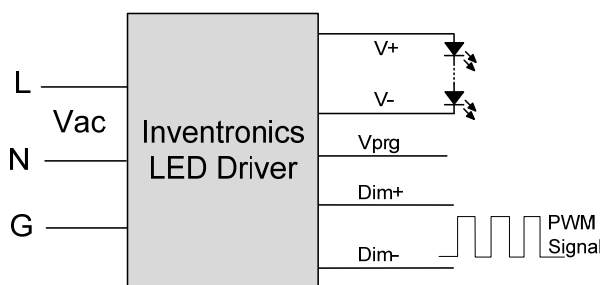 L
Vac
N
G
Inventronics
LED Driver
V+
V-
Vprg
Dim+
Dim-
PWM
Signal